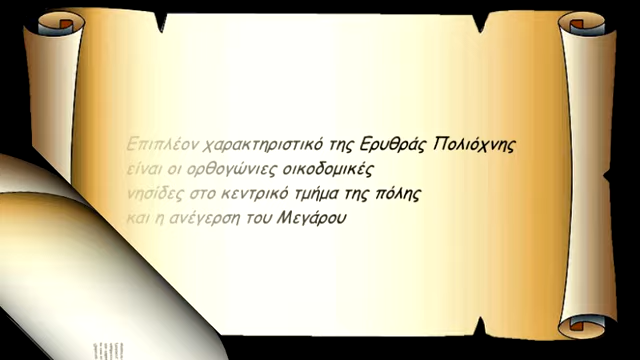 Επιπλέον χαρακτηριστικό της Ερυθράς Πολιόχνης
είναι οι ορθογώνιες οικοδομικές
νησίδες στο κεντρικό τμήμα της πόλης
και η ανέγερση του Μεγάρου